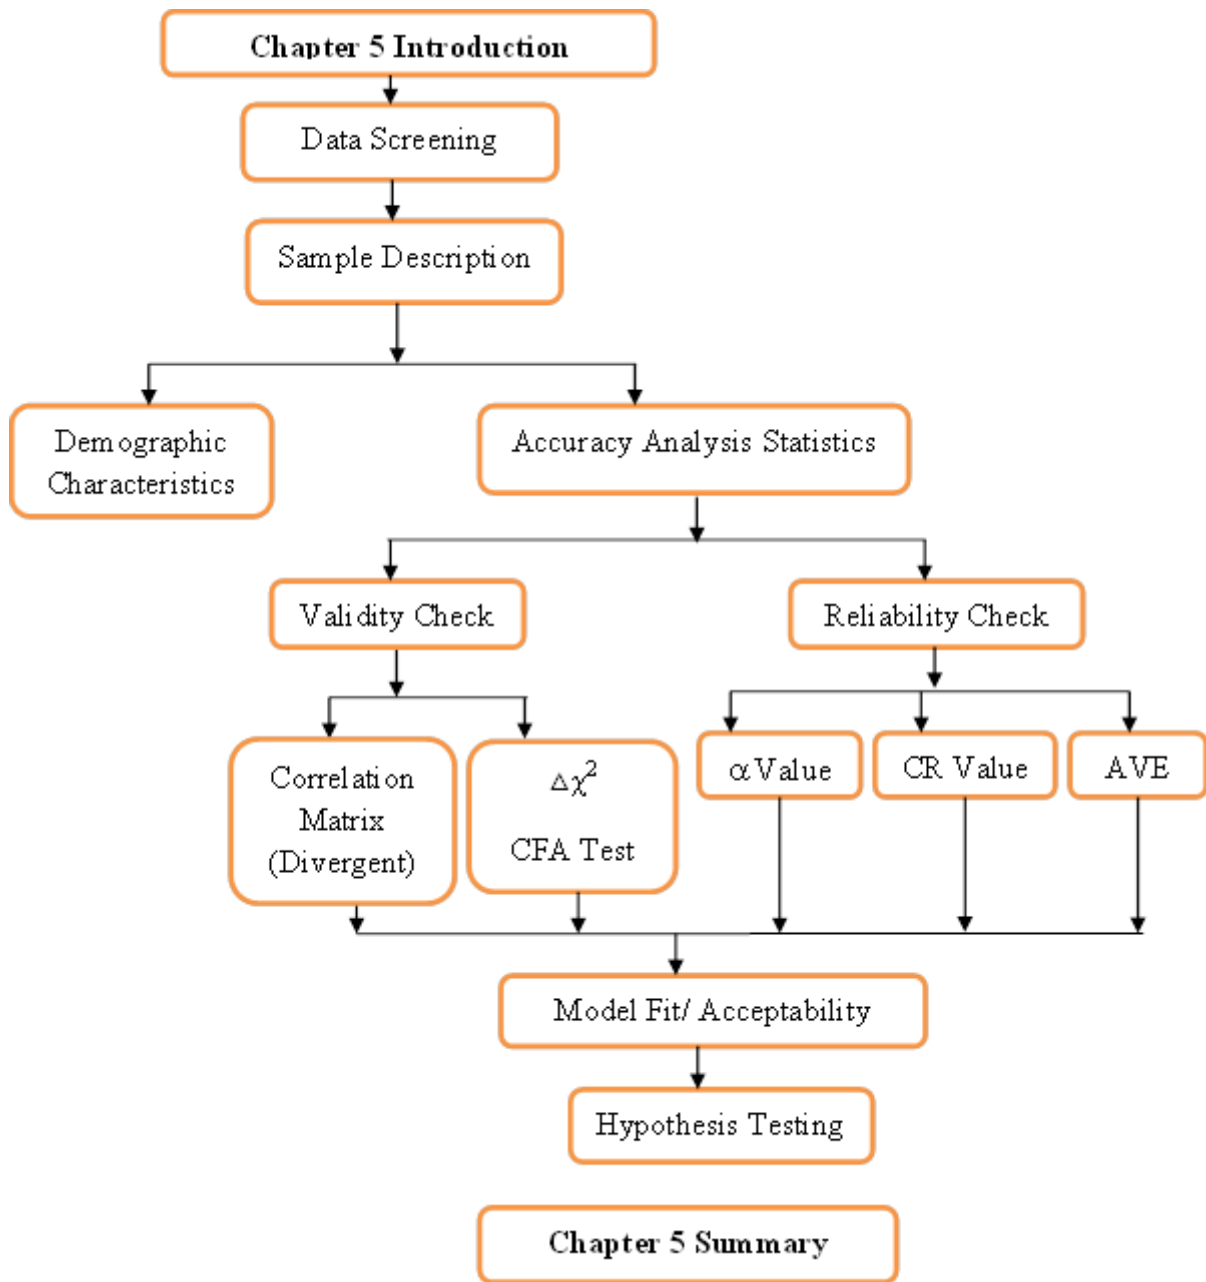 Chapter 5 Introduction
Data Screening
Sample Description
Demographic
Characteristics
Accuracy Analysis Statistics
Validity Check
Reliability Check
Correlation
Matrix
(Divergent)
Δχ²
CFA Test
α Value
CR Value
AVE
Model Fit/ Acceptability
Hypothesis Testing
Chapter 5 Summary